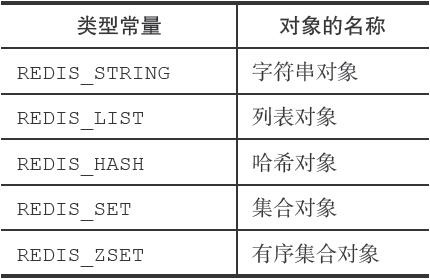 类型常量 对象的名称
REDIS_STRING 字符串对象
REDIS_LIST 列表对象
REDIS_HASH 哈希对象
REDIS_SET 集合对象
REDIS_ZSET 有序集合对象